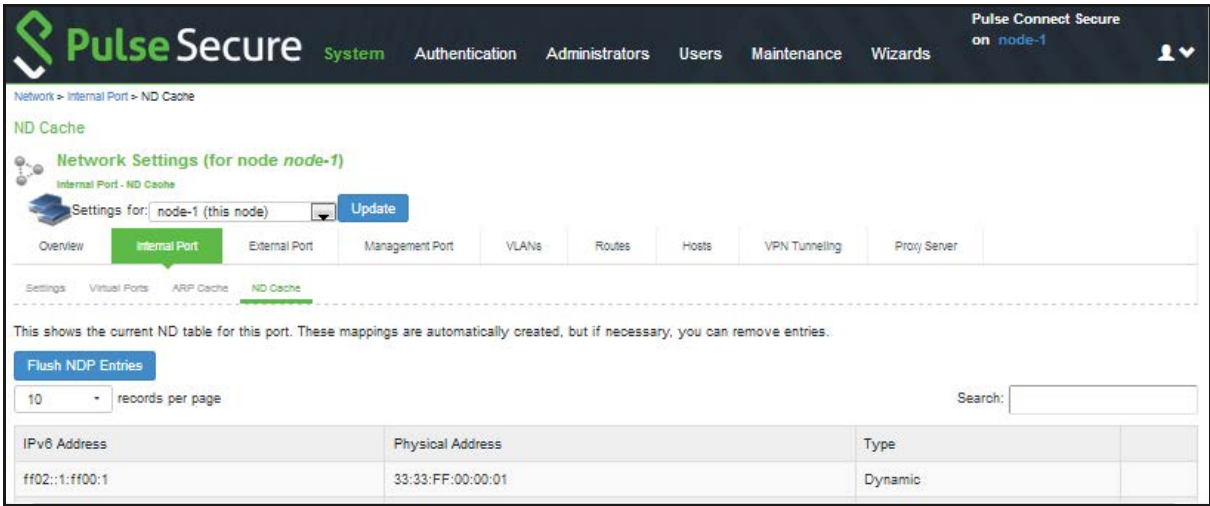 Pulse Secure System Authentication Administrators Users Maintenance Wizards
Pulse Connect Secure
on node-1
Network > Internal Port > ND Cache
ND Cache
Network Settings (for node node-1)
Internal Port - ND Cache
Settings for: node-1 (this node) Update
Overview Internal Port External Port Management Port VLANs Routes Hosts VPN Tunneling Proxy Server
Settings Virtual Ports ARP Cache ND Cache
This shows the current ND table for this port. These mappings are automatically created, but if necessary, you can remove entries.
Flush NDP Entries
10 records per page Search:
IPv6 Address Physical Address Type
ff02::1:ff00:1 33:33:FF:00:00:01 Dynamic